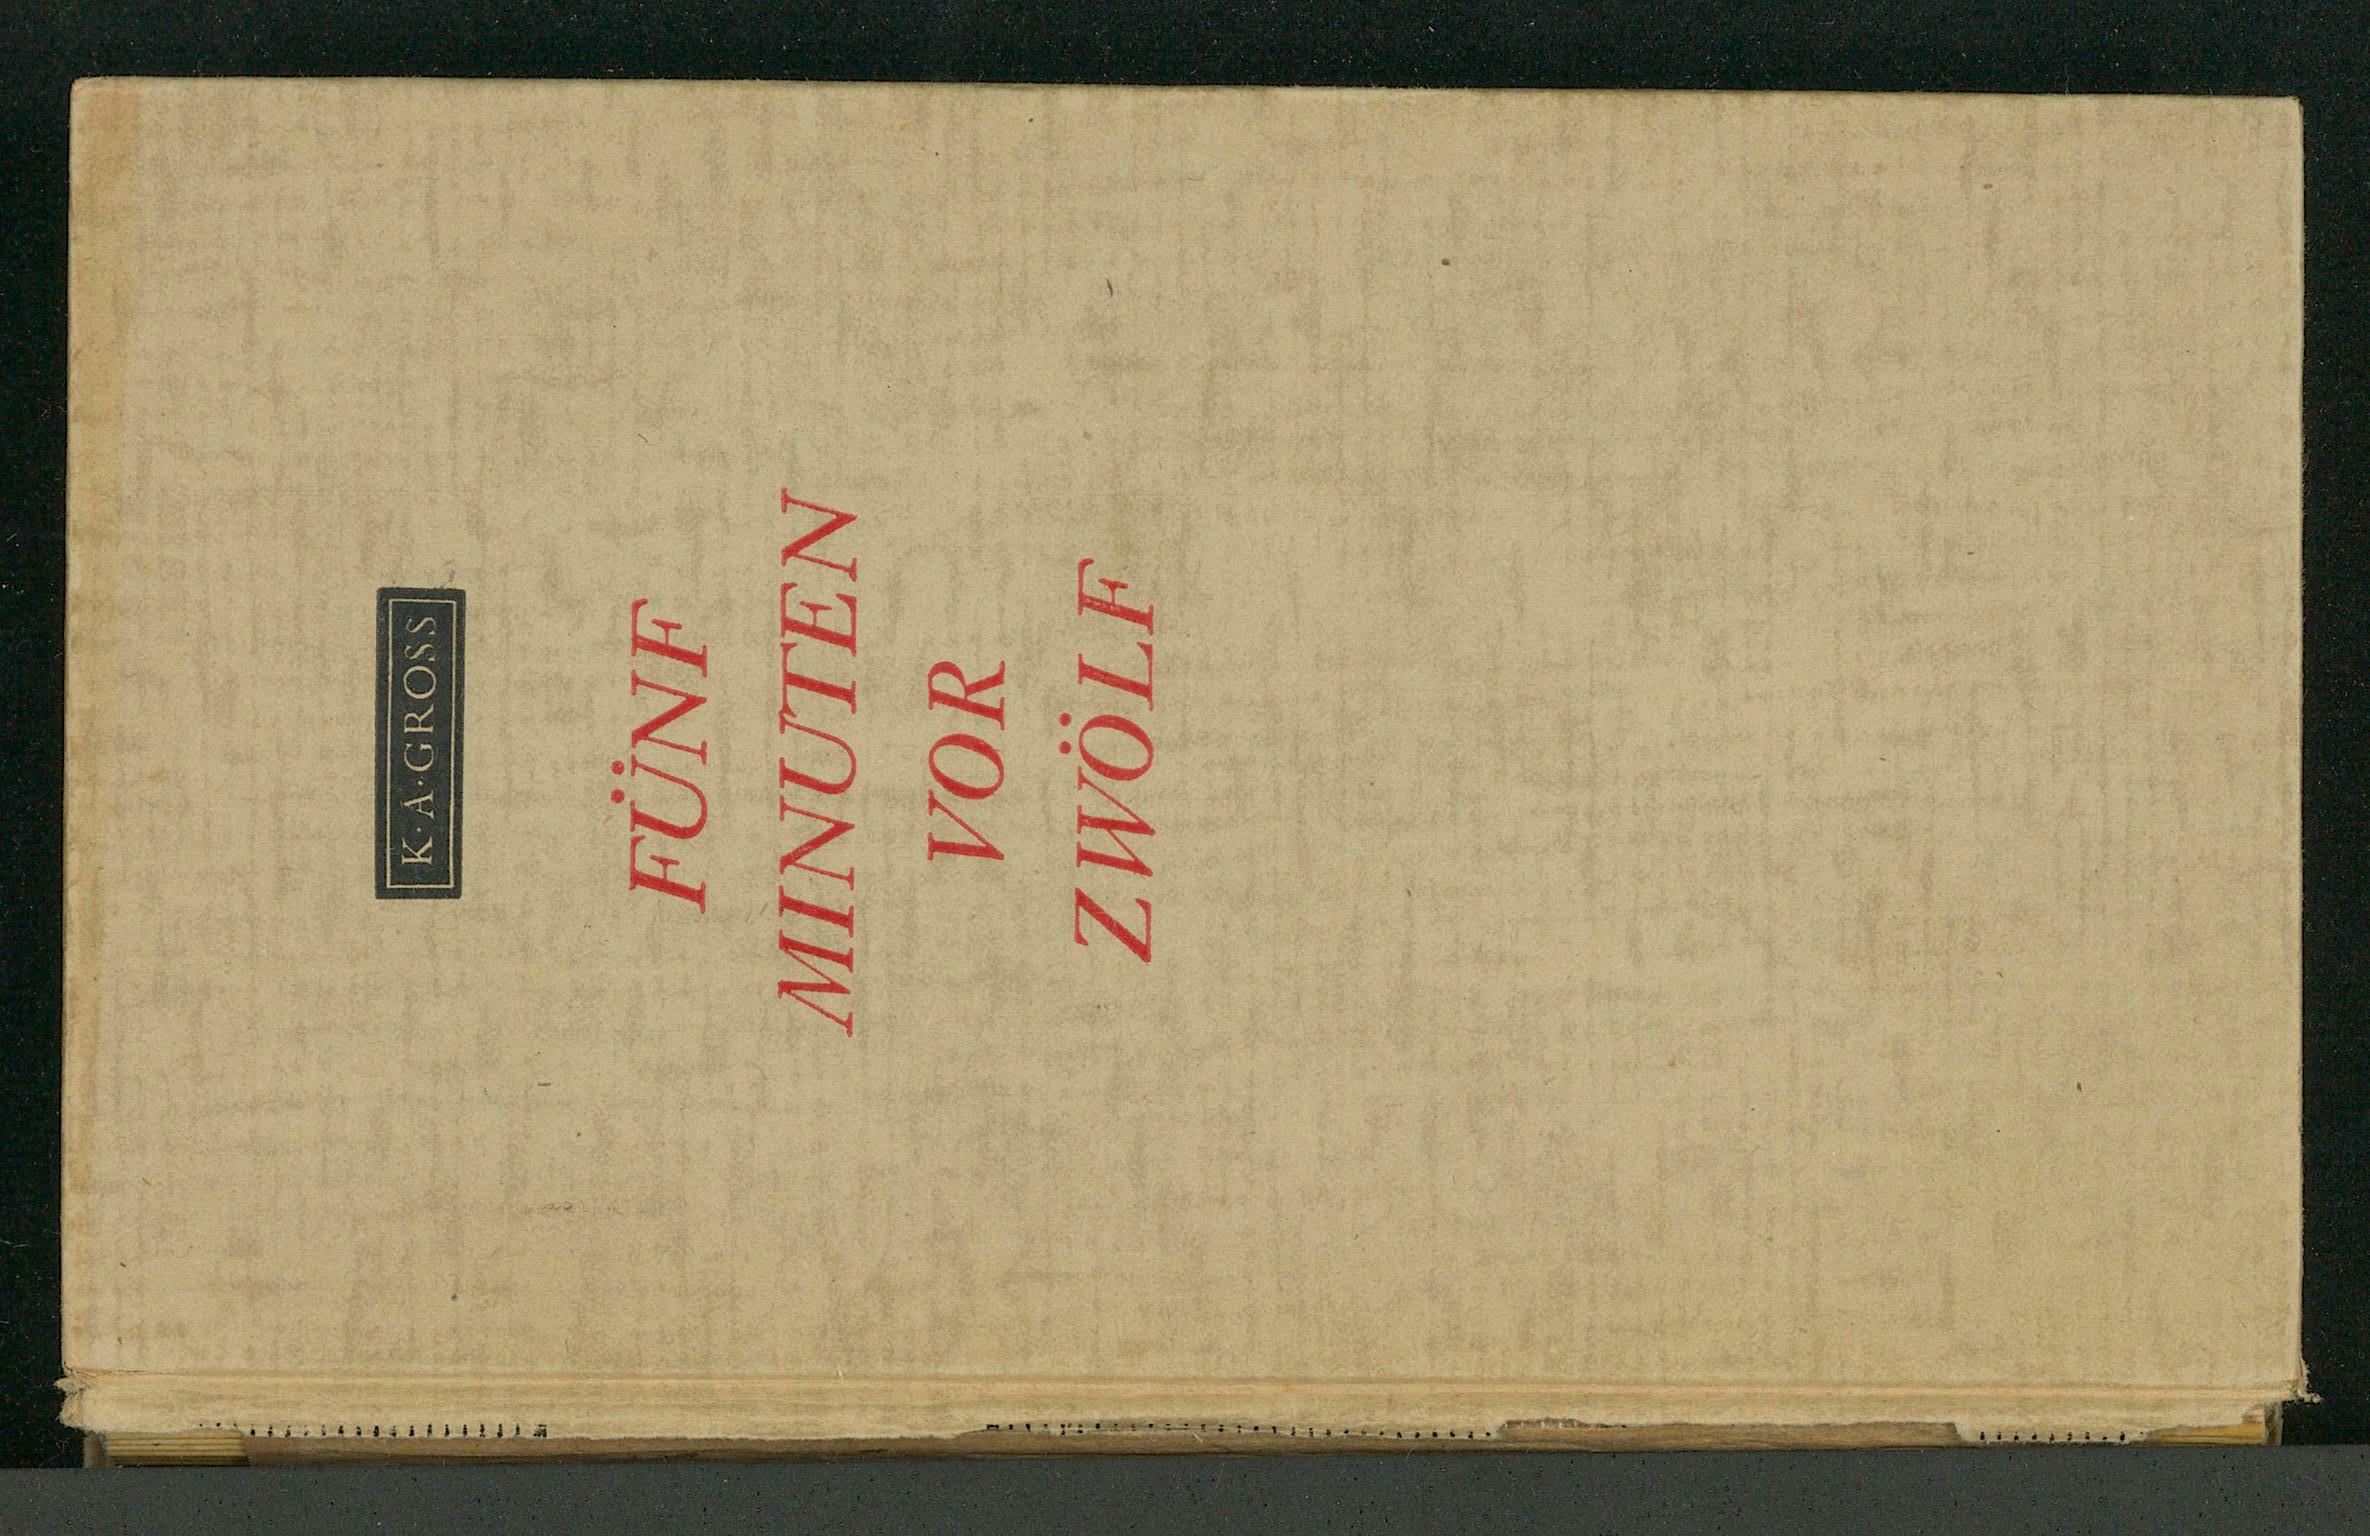 K·A·GROSS
FÜNF
MINUTEN
VOR
ZWÖLF